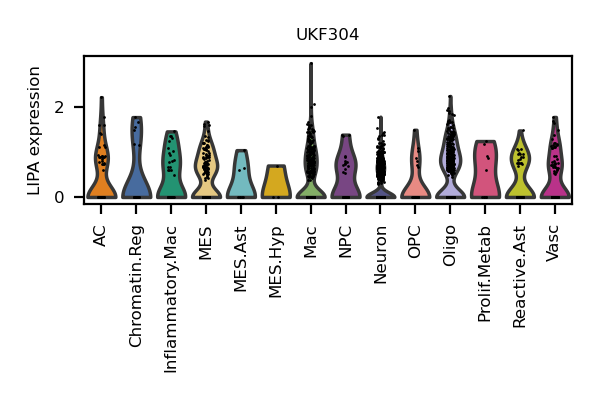 UKF304
LIPA expression
2
0
AC
Chromatin.Reg
Inflammatory.Mac
MES
MES.Ast
MES.Hyp
Mac
NPC
Neuron
OPC
Oligo
Prolif.Metab
Reactive.Ast
Vasc